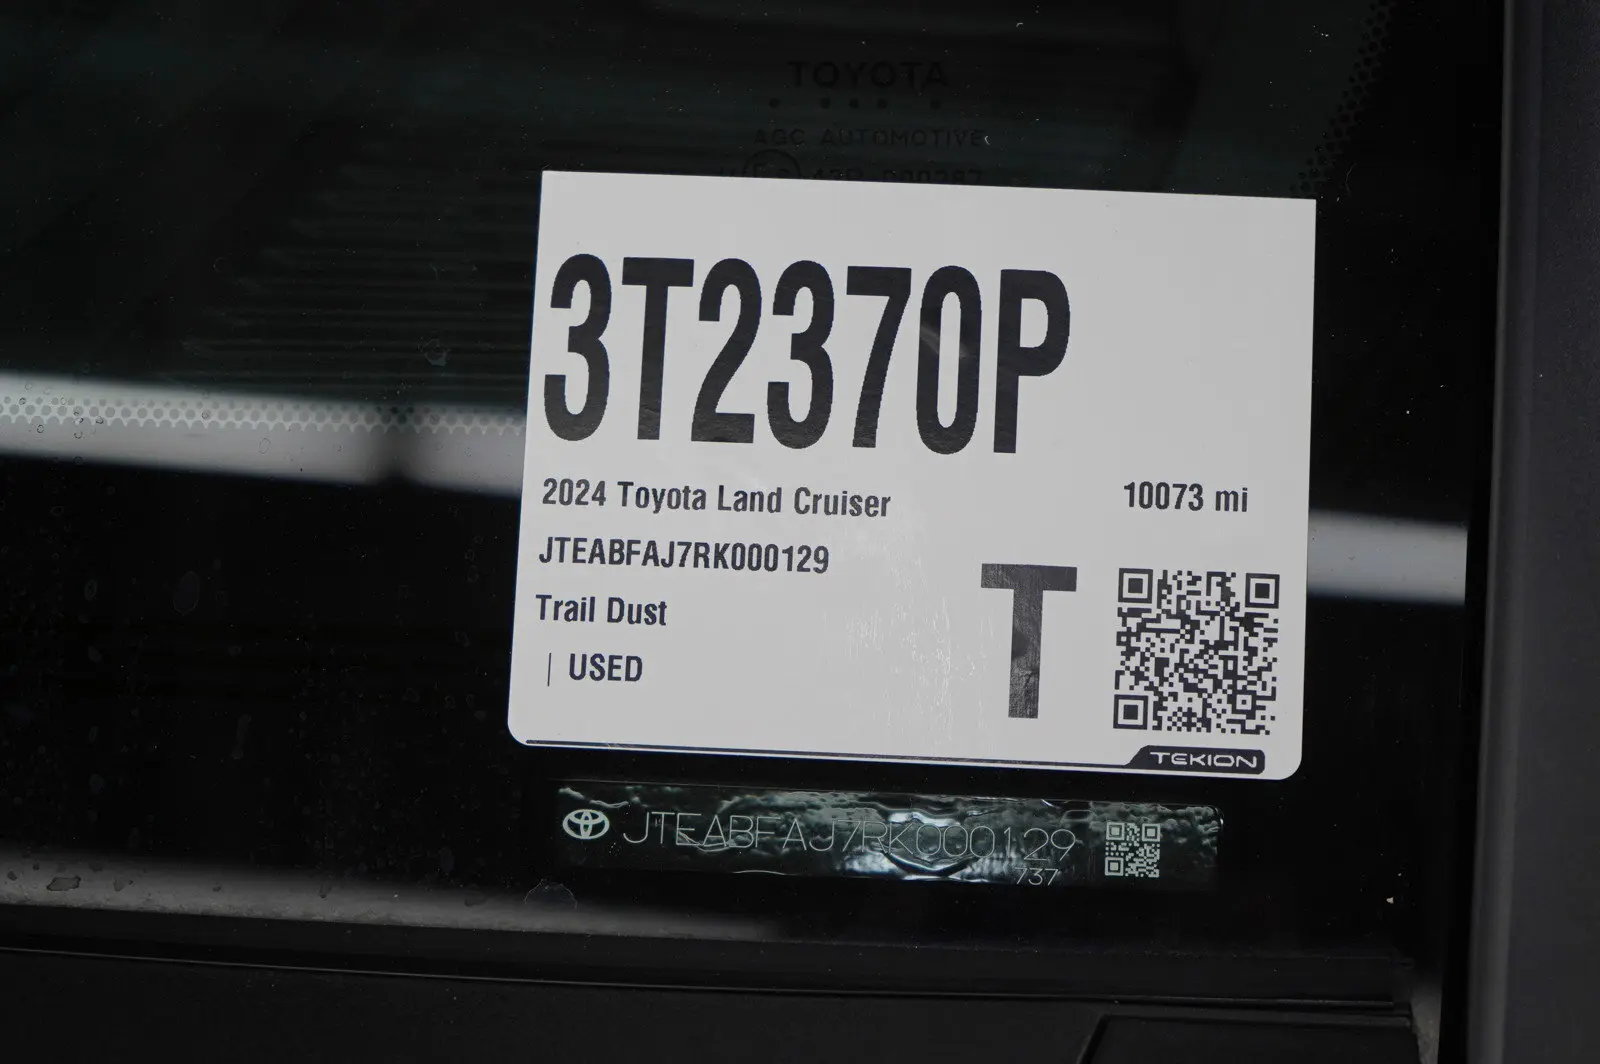 TOYOTA
AGC AUTOMOTIVE
3T2370P
2024 Toyota Land Cruiser
10073 mi
JTEABFAJ7RK000129
Trail Dust
T
| USED
TEKION
JTEABFAJ7RK000129
737